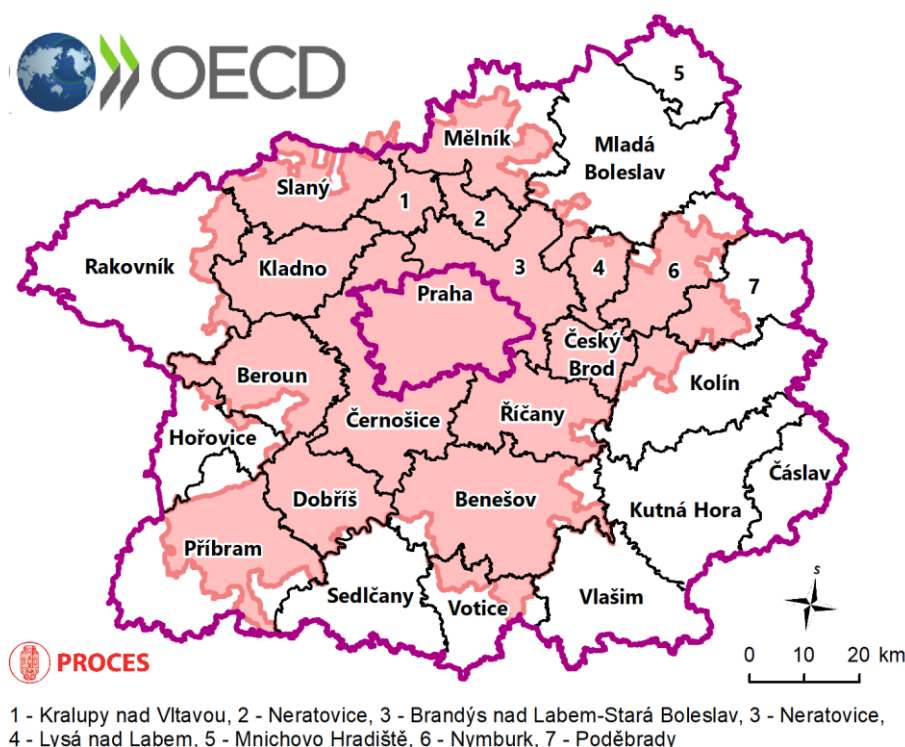 OECD
5
Mělník
Mladá
Boleslav
Slaný
1
2
Rakovník
Kladno
3
4
6
7
Praha
Český
Brod
Beroun
Kolín
Černošice
Říčany
Hořovice
Čáslav
Dobříš
Benešov
Kutná Hora
Příbram
Sedlčany
Votice
Vlašim
s
PROCES
0 10 20 km
1 - Kralupy nad Vltavou, 2 - Neratovice, 3 - Brandýs nad Labem-Stará Boleslav, 3 - Neratovice,
4 - Lysá nad Labem, 5 - Mnichovo Hradiště, 6 - Nymburk, 7 - Poděbrady